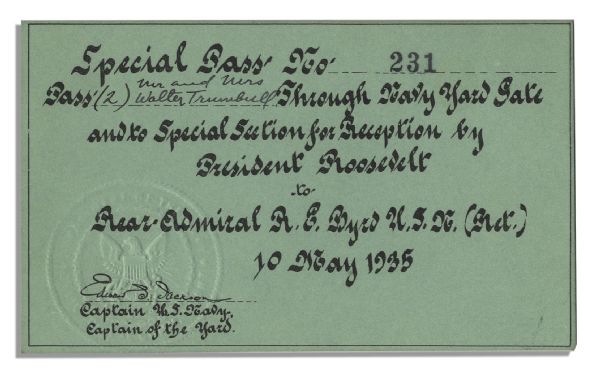 Special Pass No. 231
Mr and Mrs
Pass (2) Walter Trumbull Through Navy Yard Gate
and to Special Section for Reception by
President Roosevelt
to
Rear-Admiral R. E. Byrd U.S.N. (Ret.)
10 May 1935
Captain U.S. Navy,
Captain of the Yard.